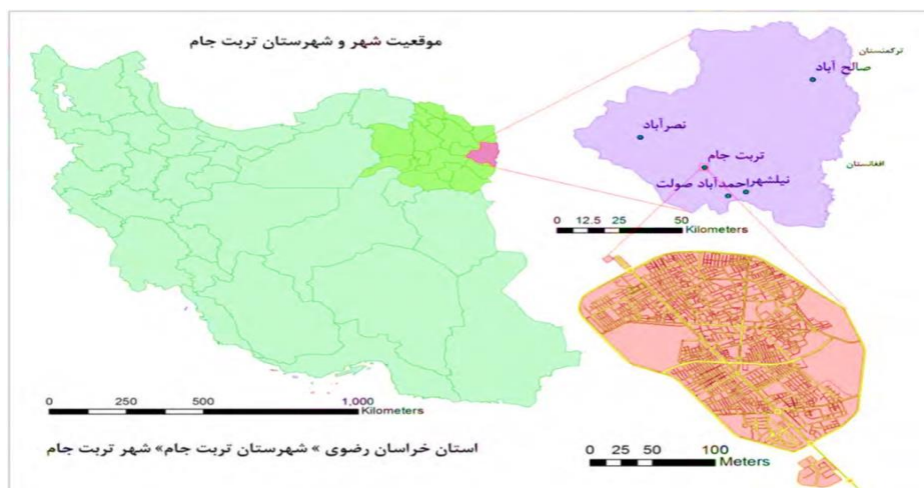 موقعیت شهر و شهرستان تربت جام
ترکمنستان
صالح آباد
نصرآباد
تربت جام
افغانستان
نیلشهر
احمدآباد صولت
0 12.5 25 50
Kilometers
0 250 500 1,000
Kilometers
0 25 50 100
Meters
استان خراسان رضوی » شهرستان تربت جام» شهر تربت جام